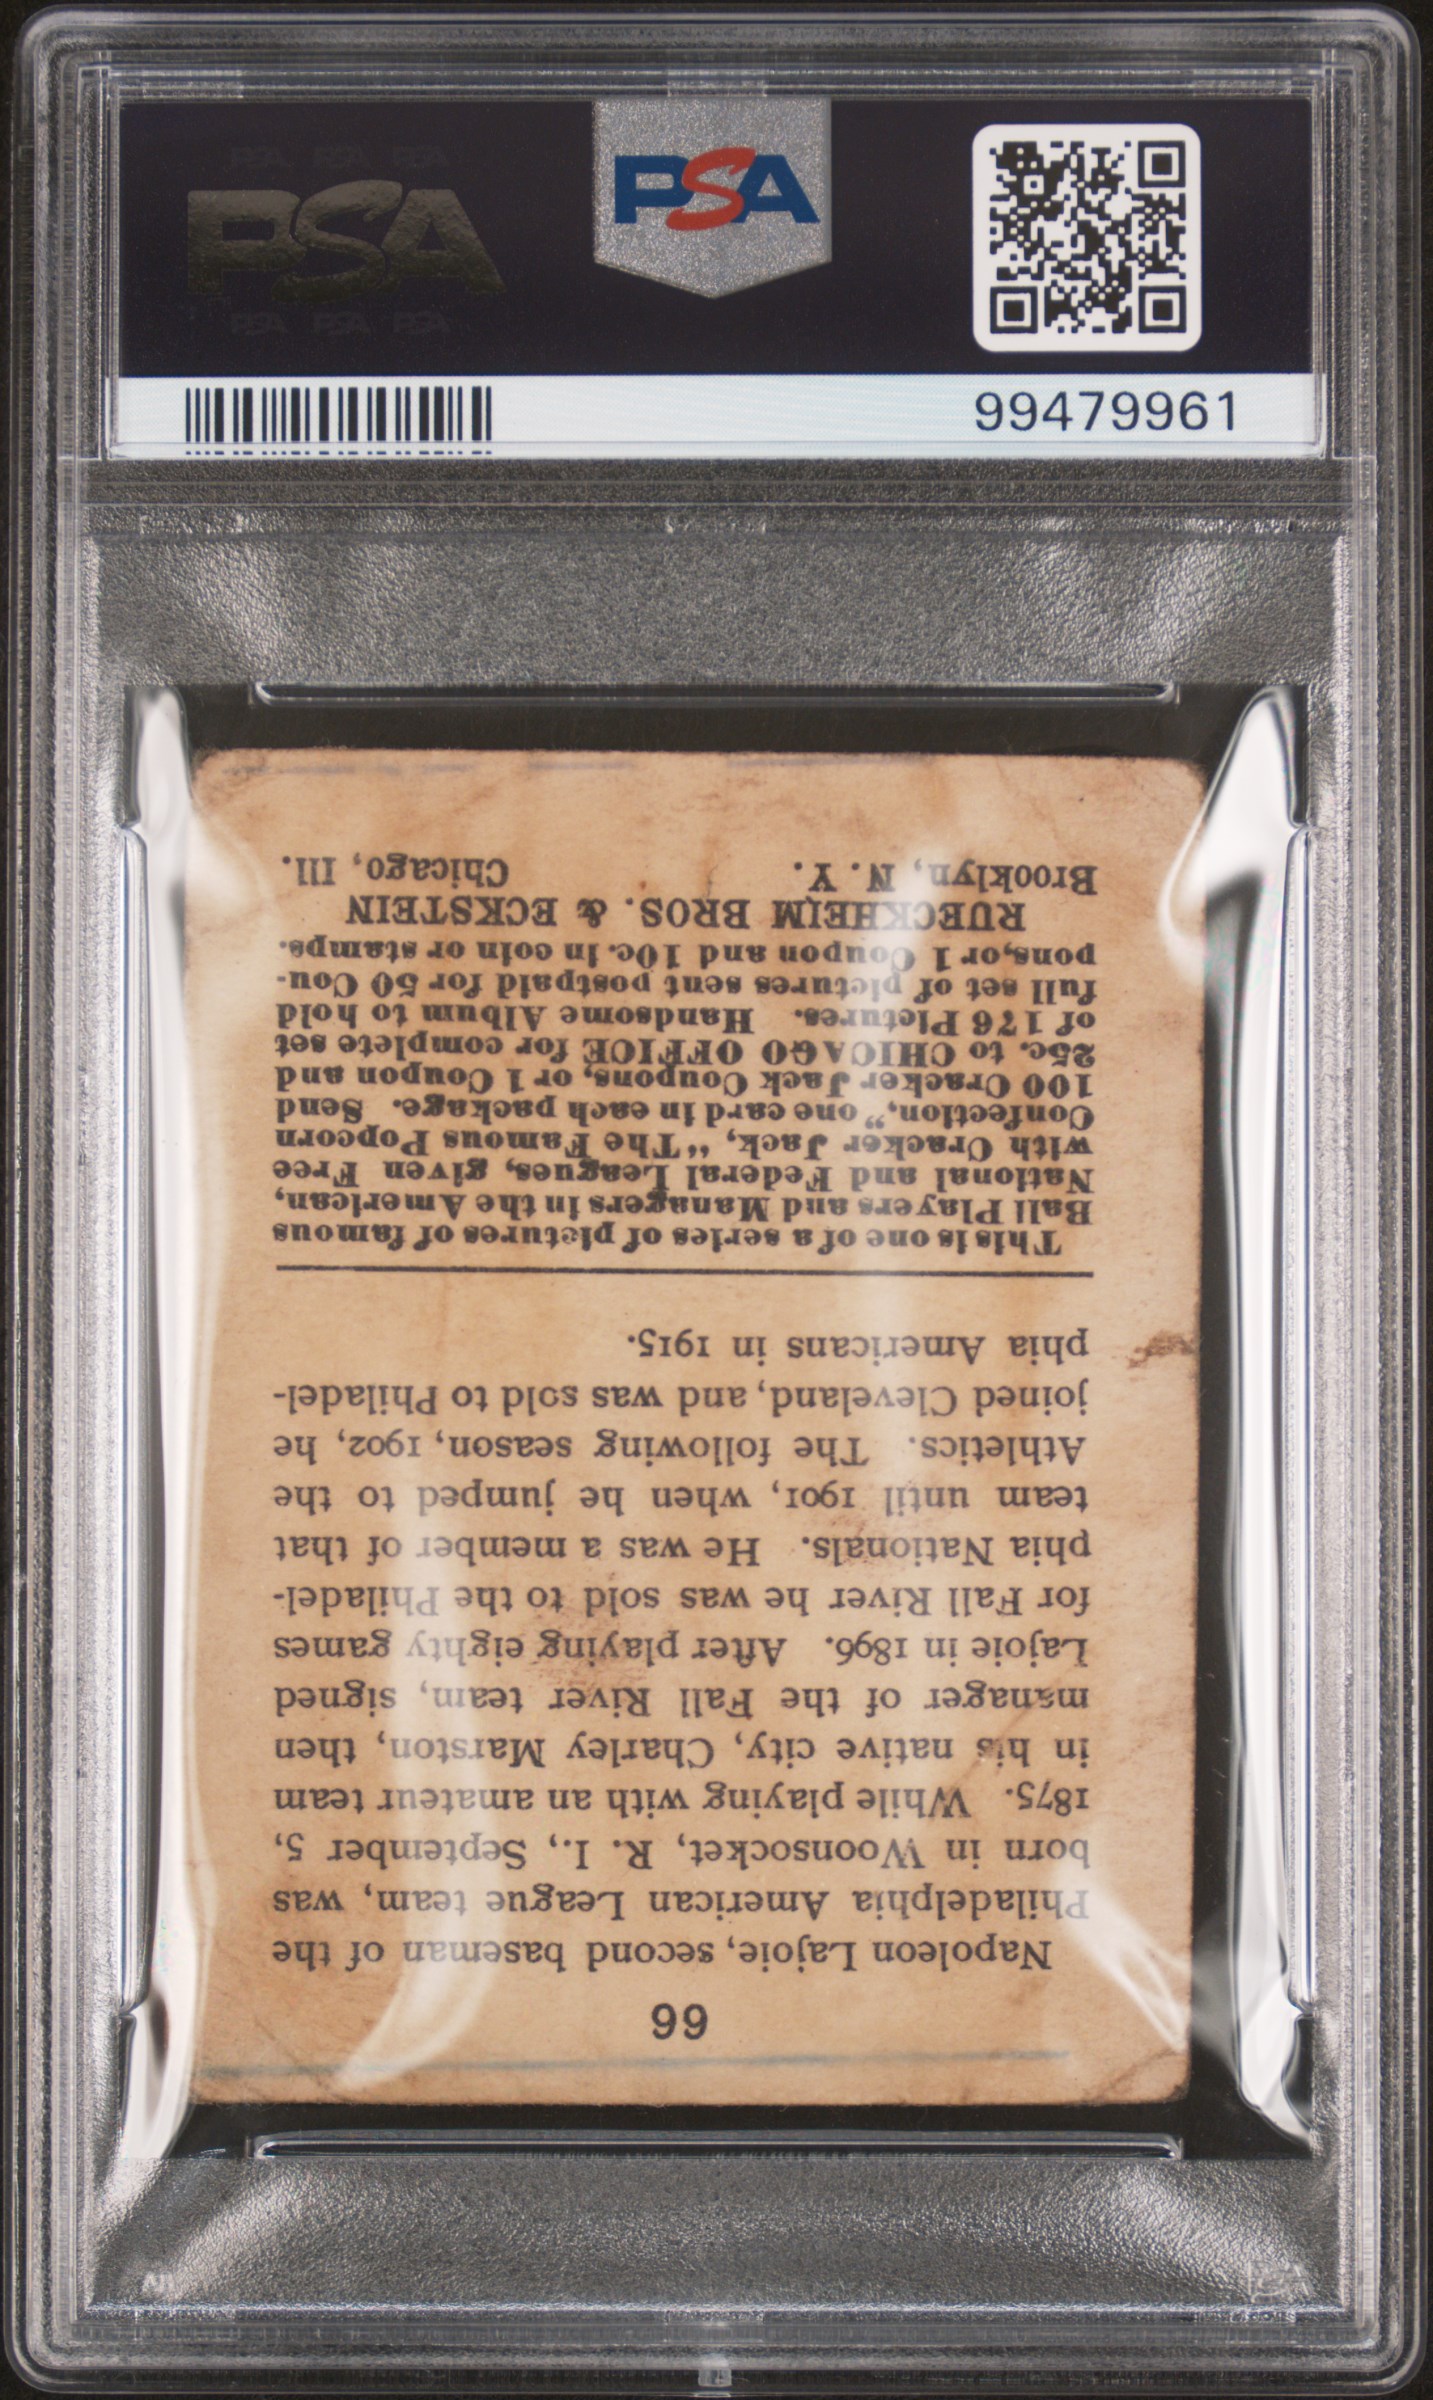 PSA
PSA PSA PSA
PSA
PSA PSA PSA
99479961
66
Napoleon Lajoie, second baseman of the
Philadelphia American League team, was
born in Woonsocket, R. I., September 5,
1875. While playing with an amateur team
in his native city, Charley Marston, then
manager of the Fall River team, signed
Lajoie in 1896. After playing eighty games
for Fall River he was sold to the Philadel-
phia Nationals. He was a member of that
team until 1901, when he jumped to the
Athletics. The following season, 1902, he
joined Cleveland, and was sold to Philadel-
phia Americans in 1915.
This is one of a series of pictures of famous
Ball Players and Managers in the American,
National and Federal Leagues, given Free
with Cracker Jack, “The Famous Popcorn
Confection,” one card in each package. Send
100 Cracker Jack Coupons, or 1 Coupon and
25c. to CHICAGO OFFICE for complete set
of 176 Pictures. Handsome Album to hold
full set of pictures sent postpaid for 50 Cou-
pons, or 1 Coupon and 10c. in coin or stamps.
RUECKHEIM BROS. & ECKSTEIN
Brooklyn, N. Y. Chicago, Ill.